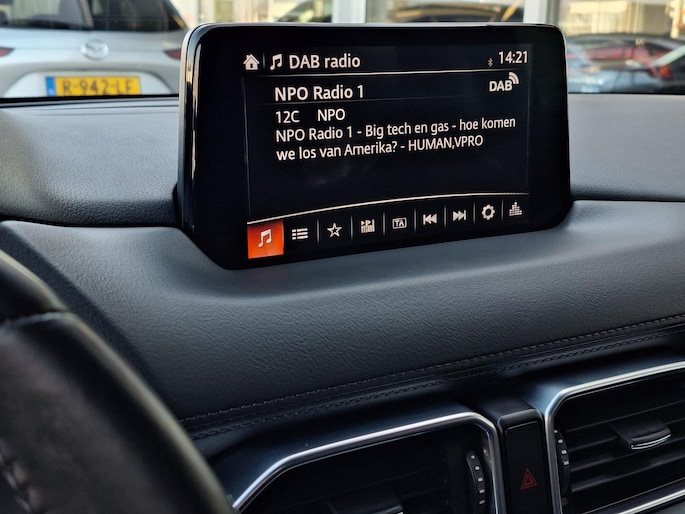 R-942-LF
DAB radio
14:21
NPO Radio 1
DAB
12C NPO
NPO Radio 1 - Big tech en gas - hoe komen
we los van Amerika? - HUMAN,VPRO
TA